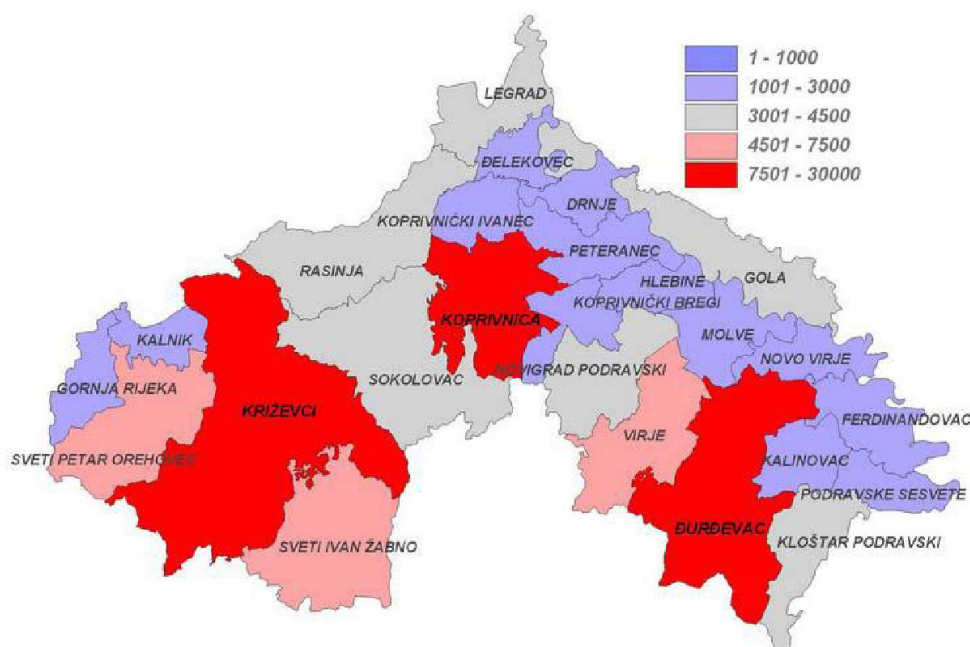 1 - 1000
1001 - 3000
3001 - 4500
4501 - 7500
7501 - 30000
LEGRAD
ĐELEKOVEC
DRNJE
KOPRIVNIČKI IVANEC
PETERANEC
RASINJA
HLEBINE
GOLA
KOPRIVNIČKI BREGI
KOPRIVNICA
MOLVE
KALNIK
NOVO VIRJE
NOVIGRAD PODRAVSKI
SOKOLOVAC
GORNJA RIJEKA
KRIŽEVCI
FERDINANDOVAC
VIRJE
SVETI PETAR OREHOVEC
KALINOVAC
PODRAVSKE SESVETE
ĐURĐEVAC
KLOŠTAR PODRAVSKI
SVETI IVAN ŽABNO